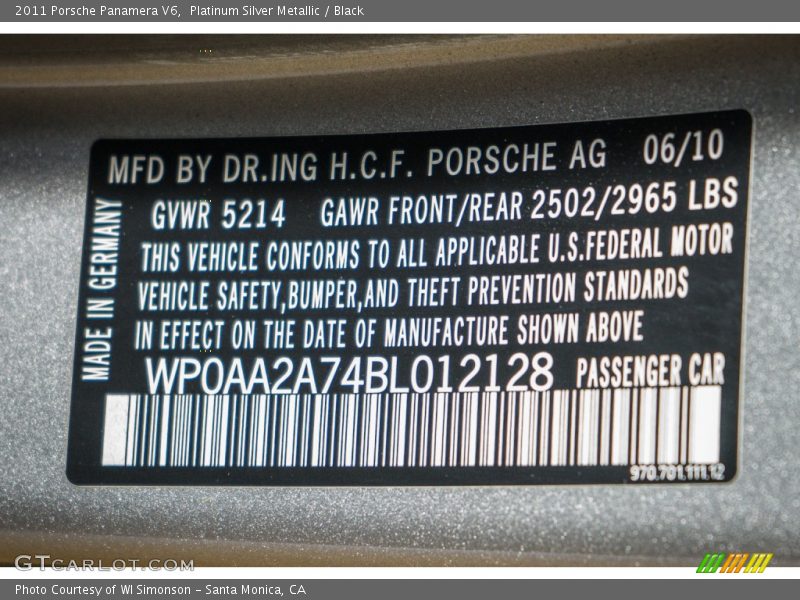 2011 Porsche Panamera V6,  Platinum Silver Metallic / Black
MFD BY DR.ING H.C.F. PORSCHE AG 06/10
GVWR 5214 GAWR FRONT/REAR 2502/2965 LBS
THIS VEHICLE CONFORMS TO ALL APPLICABLE U.S.FEDERAL MOTOR
VEHICLE SAFETY,BUMPER,AND THEFT PREVENTION STANDARDS
IN EFFECT ON THE DATE OF MANUFACTURE SHOWN ABOVE
WP0AA2A74BL012128 PASSENGER CAR
970.701.111.12
MADE IN GERMANY
GTCARLOT.COM
Photo Courtesy of WI Simonson - Santa Monica, CA